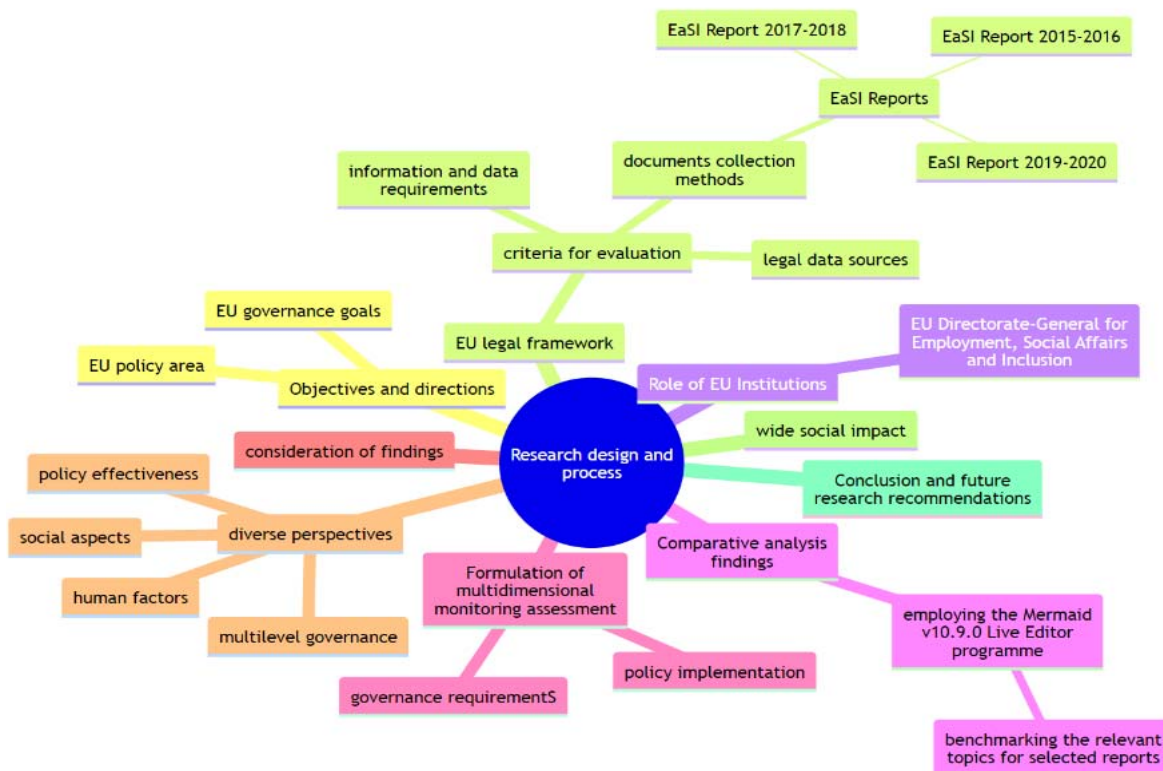 EaSI Report 2017-2018
EaSI Report 2015-2016
EaSI Reports
EaSI Report 2019-2020
documents collection
methods
information and data
requirements
criteria for evaluation
legal data sources
EU governance goals
EU legal framework
EU Directorate-General for
Employment, Social Affairs
and Inclusion
EU policy area
Objectives and directions
Role of EU Institutions
wide social impact
consideration of findings
Research design and
process
policy effectiveness
Conclusion and future
research recommendations
social aspects
diverse perspectives
Comparative analysis
findings
Formulation of
multidimensional
monitoring assessment
human factors
multilevel governance
employing the Mermaid
v10.9.0 Live Editor
programme
policy implementation
governance requirementS
benchmarking the relevant
topics for selected reports